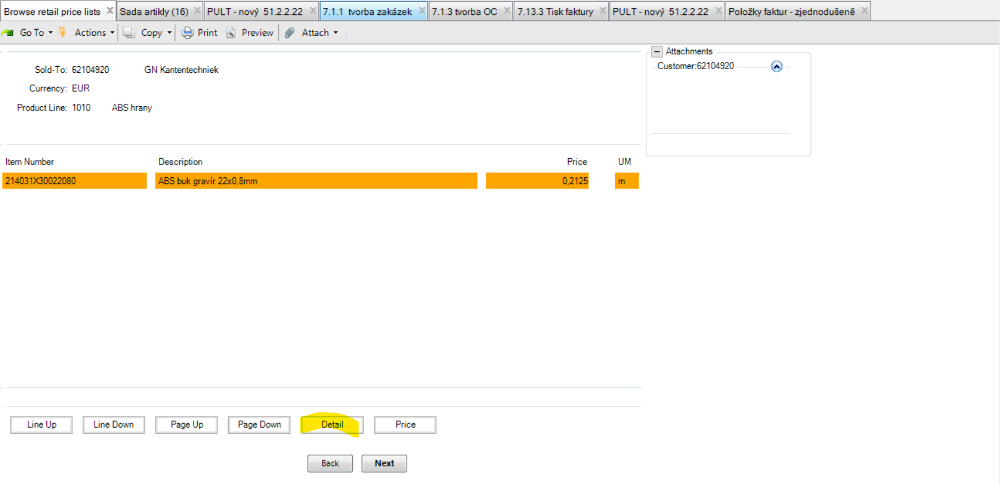 Browse retail price lists Sada artikly (16) PULT - nový 51.2.2.22 7.1.1 tvorba zakázek 7.1.3 tvorba OC 7.13.3 Tisk faktury PULT - nový 51.2.2.22 Položky faktur - zjednodušeně
Go To Actions Copy Print Preview Attach
Attachments
Customer:62104920
Sold-To: 62104920 GN Kantentechniek
Currency: EUR
Product Line: 1010 ABS hrany
Item Number Description Price UM
214031X30022080 ABS buk gravír 22x0,8mm 0,2125 m
Line Up Line Down Page Up Page Down Detail Price
Back Next